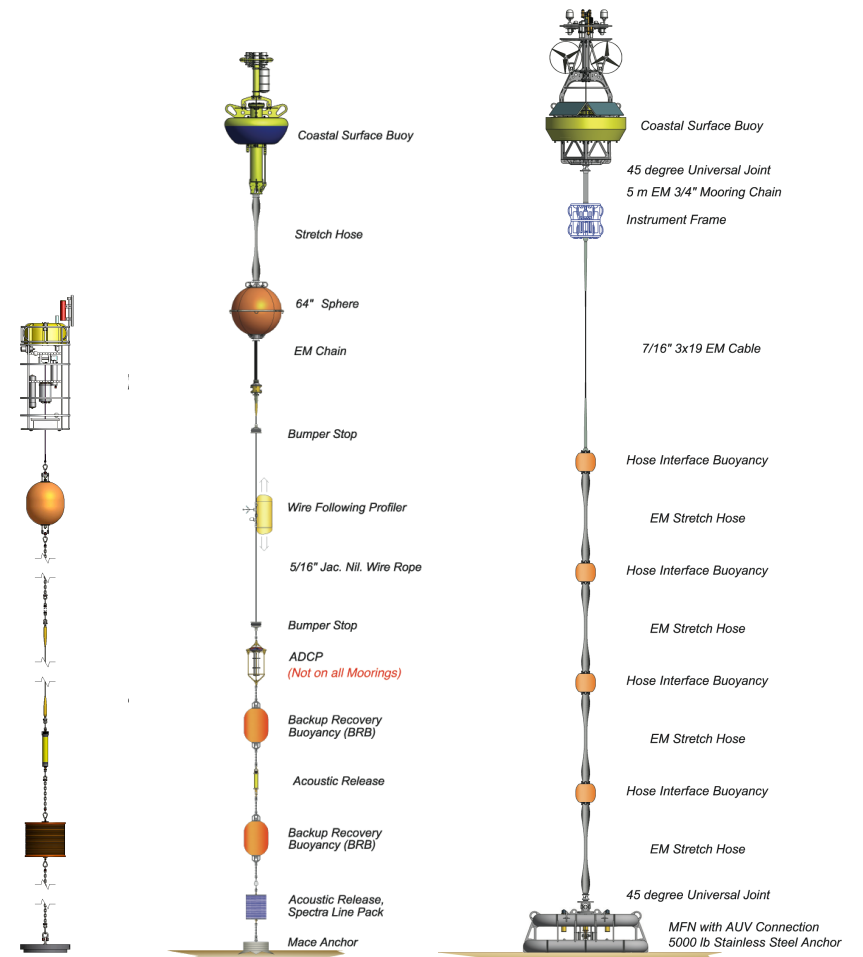 Coastal Surface Buoy
Stretch Hose
64" Sphere
EM Chain
Bumper Stop
Wire Following Profiler
5/16" Jac. Nil. Wire Rope
Bumper Stop
ADCP
(Not on all Moorings)
Backup Recovery
Buoyancy (BRB)
Acoustic Release
Backup Recovery
Buoyancy (BRB)
Acoustic Release,
Spectra Line Pack
Mace Anchor
Coastal Surface Buoy
45 degree Universal Joint
5 m EM 3/4" Mooring Chain
Instrument Frame
7/16" 3x19 EM Cable
Hose Interface Buoyancy
EM Stretch Hose
Hose Interface Buoyancy
EM Stretch Hose
Hose Interface Buoyancy
EM Stretch Hose
Hose Interface Buoyancy
EM Stretch Hose
45 degree Universal Joint
MFN with AUV Connection
5000 lb Stainless Steel Anchor